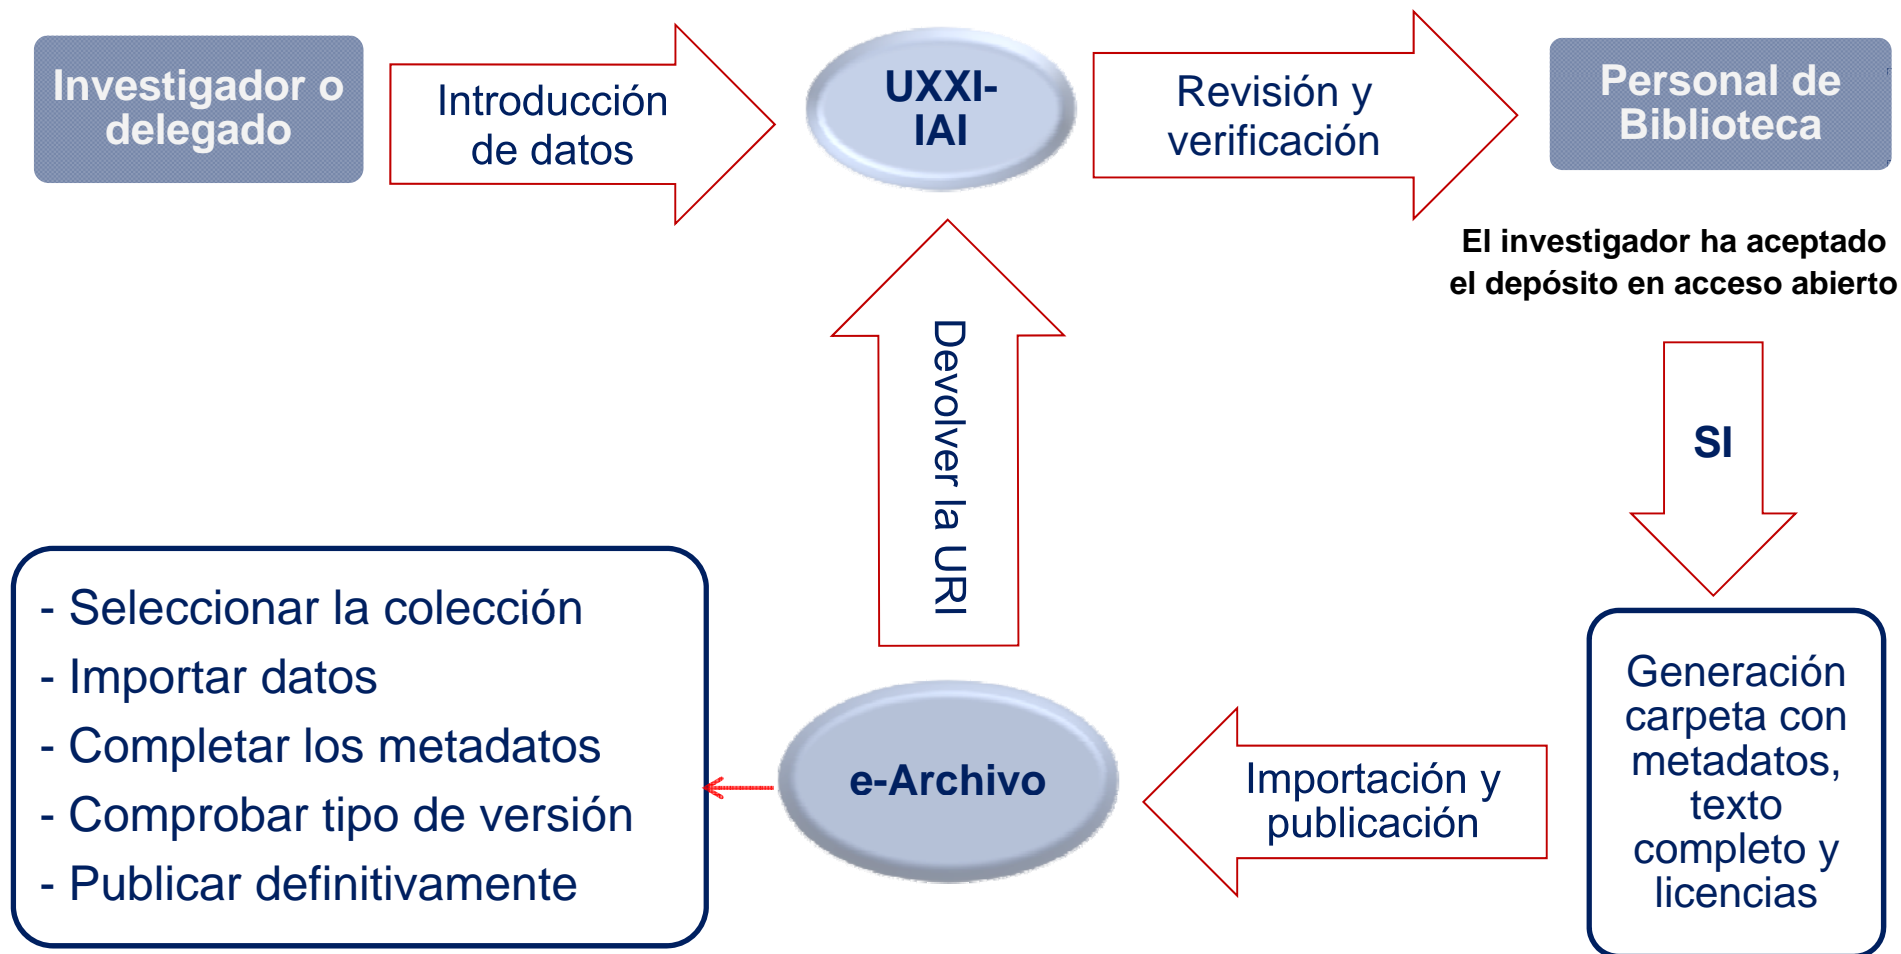 Investigador o
delegado
Introducción
de datos
UXXI-
IAI
Revisión y
verificación
Personal de
Biblioteca
El investigador ha aceptado
el depósito en acceso abierto
SI
Generación
carpeta con
metadatos,
texto
completo y
licencias
Importación y
publicación
e-Archivo
Devolver la URI
- Seleccionar la colección
- Importar datos
- Completar los metadatos
- Comprobar tipo de versión
- Publicar definitivamente